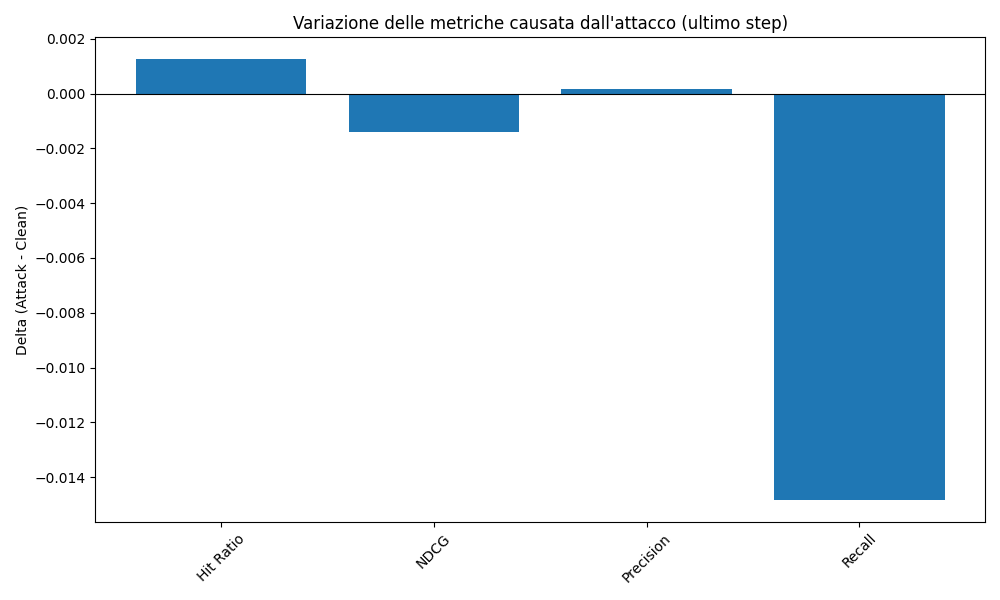 Variazione delle metriche causata dall'attacco (ultimo step)
Delta (Attack - Clean)
0.002
0.000
−0.002
−0.004
−0.006
−0.008
−0.010
−0.012
−0.014
Hit Ratio
NDCG
Precision
Recall